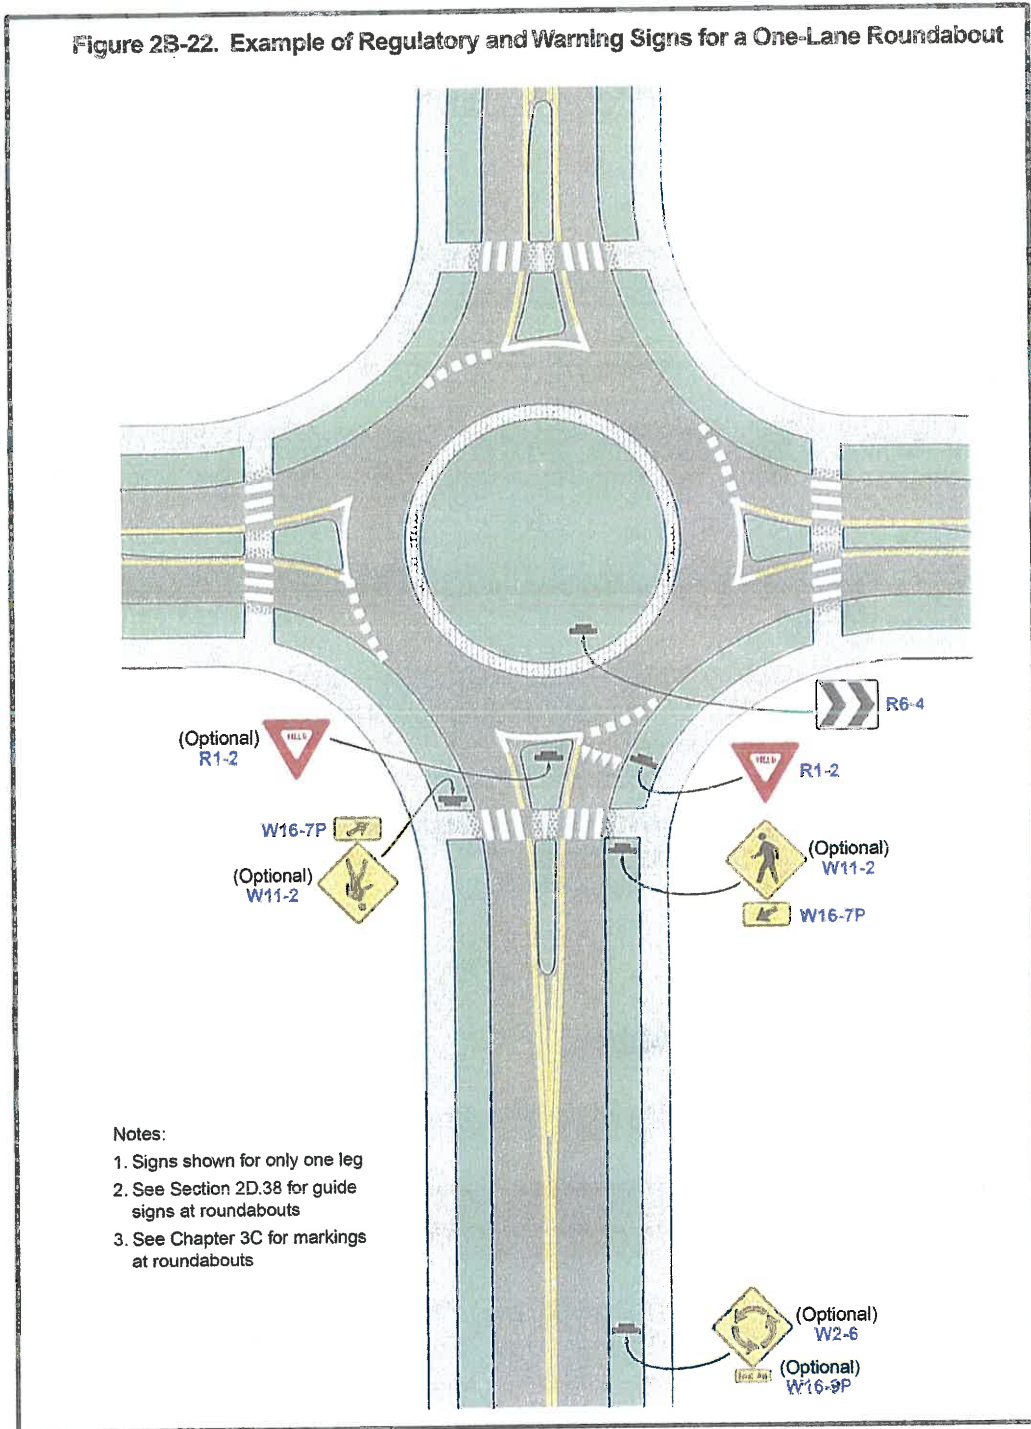 Figure 2B-22. Example of Regulatory and Warning Signs for a One-Lane Roundabout
R6-4
(Optional)
R1-2
R1-2
W16-7P
(Optional)
W11-2
(Optional)
W11-2
W16-7P
Notes:
1. Signs shown for only one leg
2. See Section 2D.38 for guide
signs at roundabouts
3. See Chapter 3C for markings
at roundabouts
(Optional)
W2-6
(Optional)
W16-9P